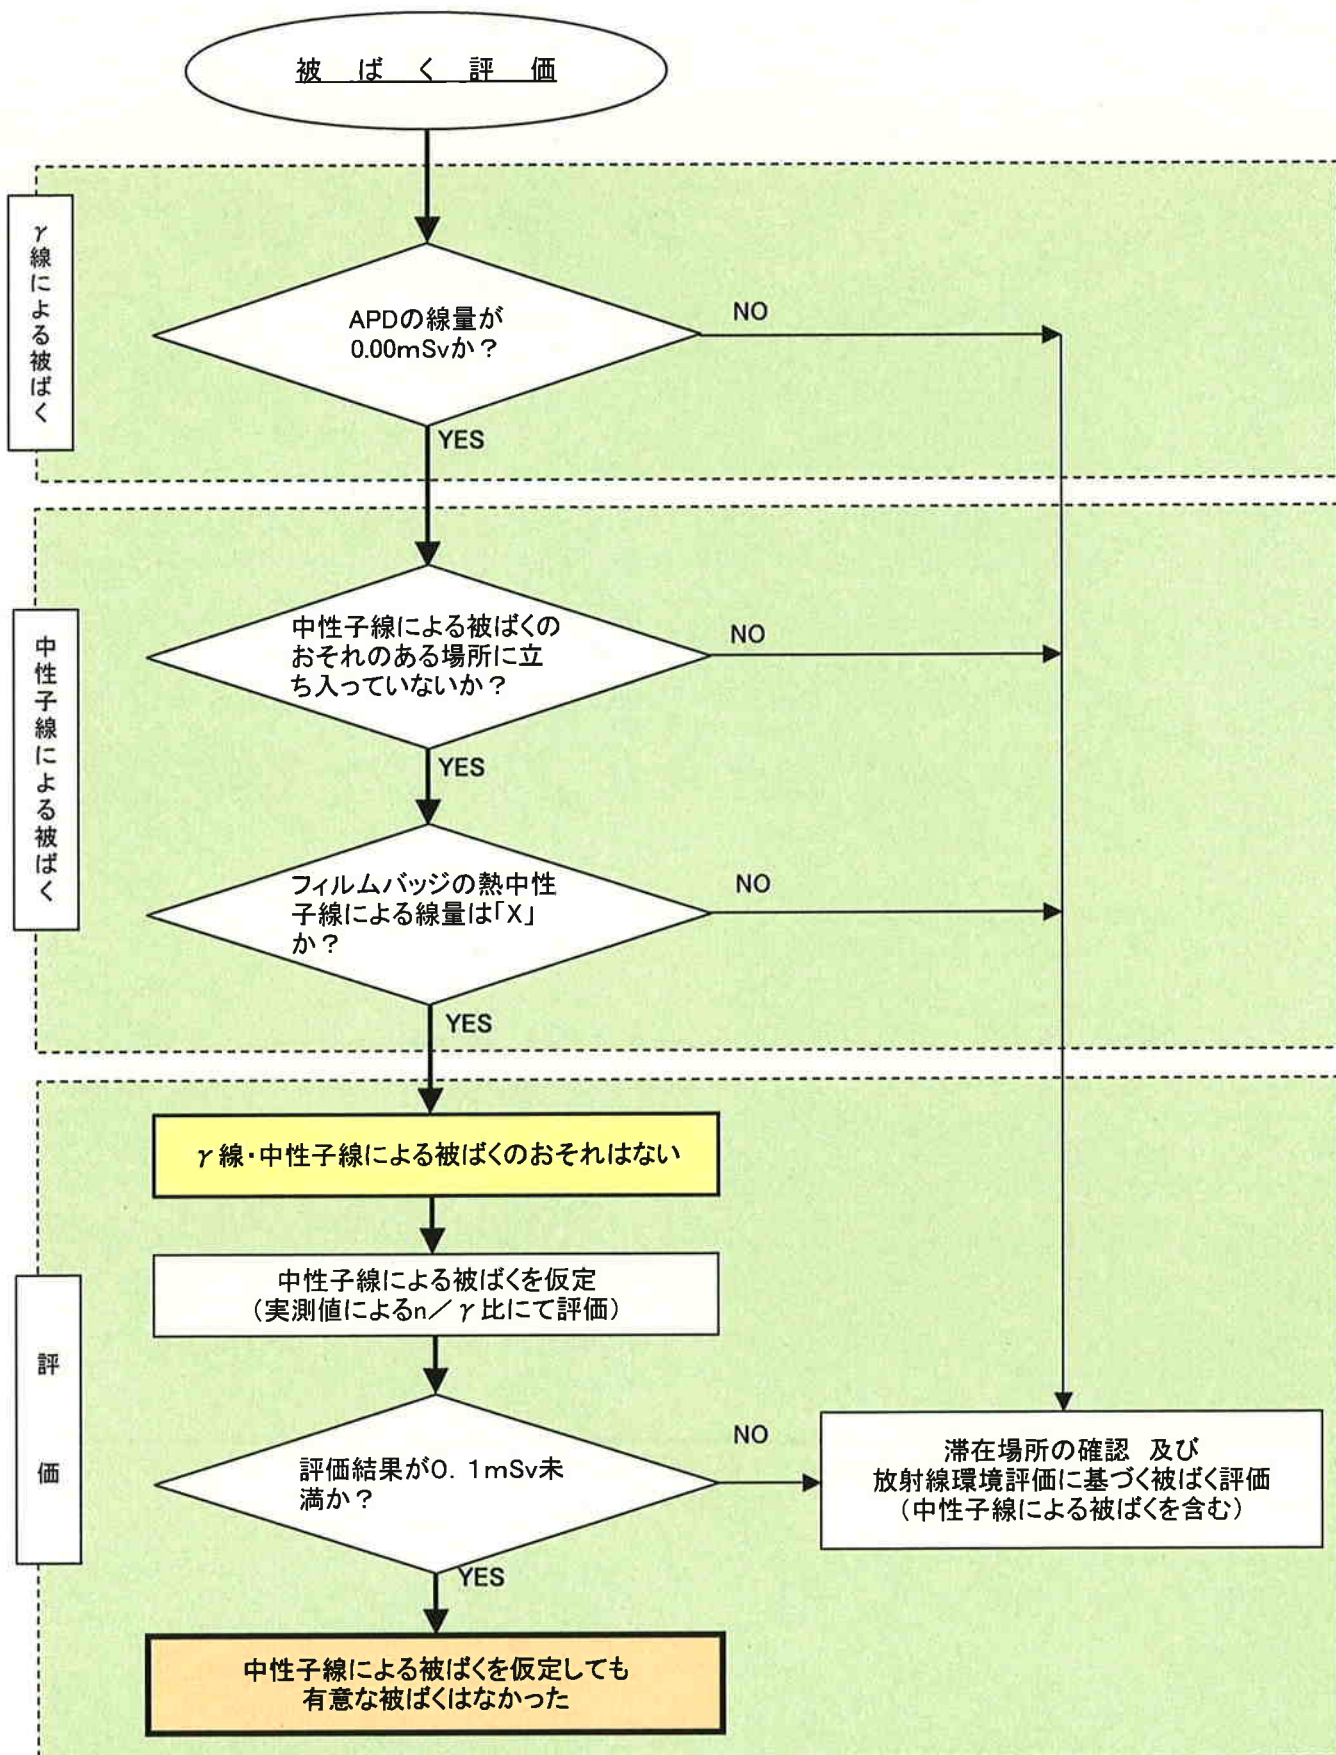 被ばく評価
γ線による被ばく
APDの線量が
0.00mSvか？
NO
YES
中性子線による被ばく
中性子線による被ばくの
おそれのある場所に立
ち入っていないか？
NO
YES
フィルムバッジの熱中性
子線による線量は「X」
か？
NO
YES
評価
γ線・中性子線による被ばくのおそれはない
中性子線による被ばくを仮定
（実測値によるn／γ比にて評価）
評価結果が0．1mSv未
満か？
NO
YES
滞在場所の確認 及び
放射線環境評価に基づく被ばく評価
（中性子線による被ばくを含む）
中性子線による被ばくを仮定しても
有意な被ばくはなかった